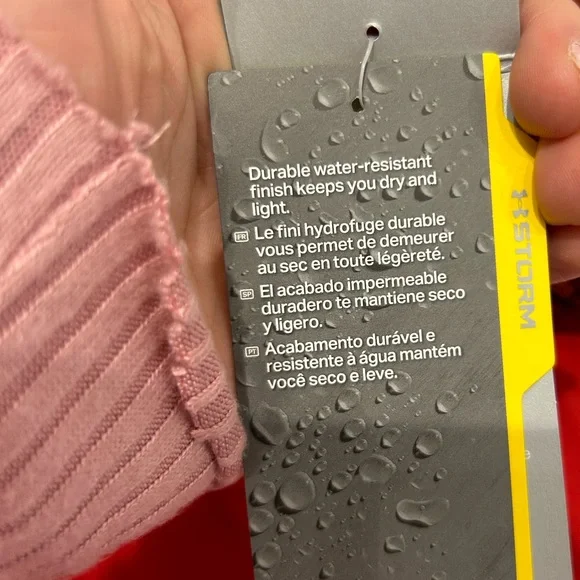 Durable water-resistant
finish keeps you dry and
light.
FR Le fini hydrofuge durable
vous permet de demeurer
au sec en toute légèreté.
SP El acabado impermeable
duradero te mantiene seco
y ligero.
PT Acabamento durável e
resistente à água mantém
você seco e leve.
STORM